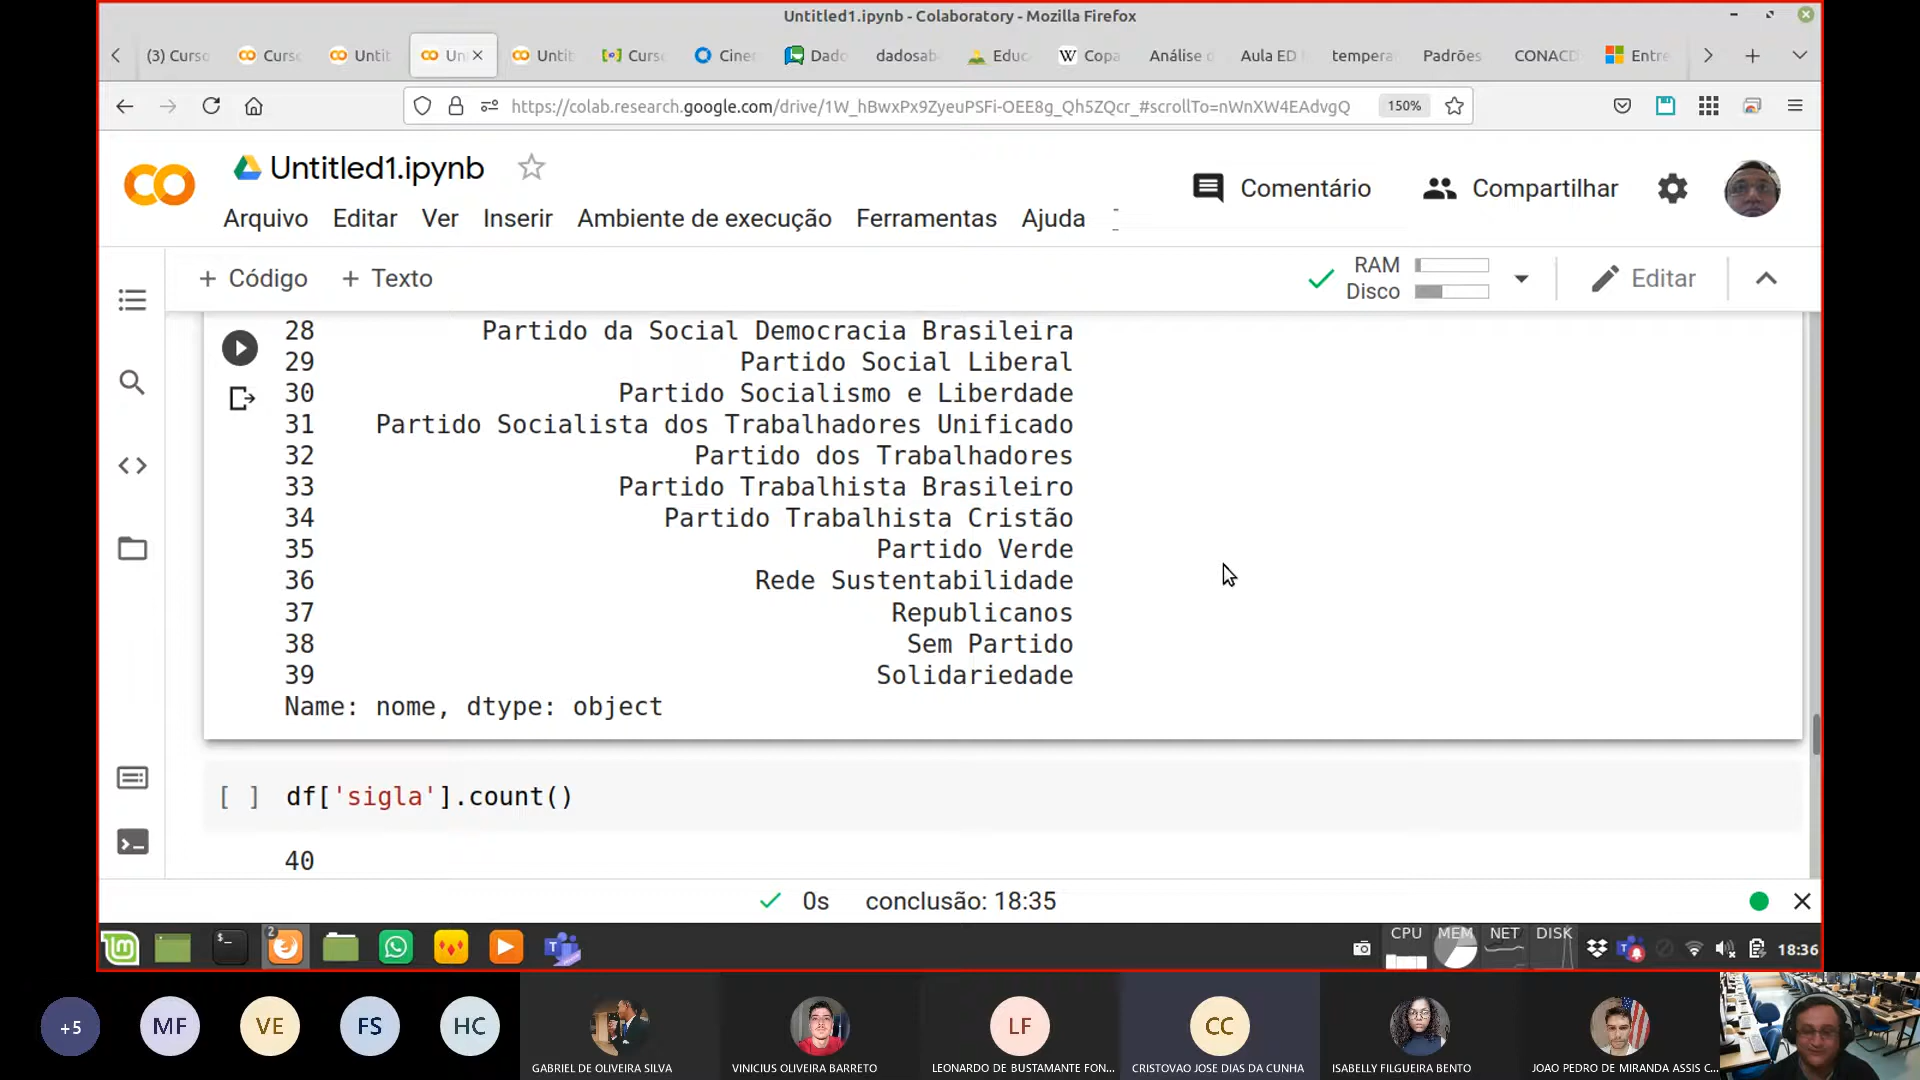 Untitled1.ipynb - Colaboratory - Mozilla Firefox
(3) Curso
Curso
Untit
Un
Untit
Curso
Ciner
Dado
dadosab
Educ
Copa
Análise d
Aula ED
tempera
Padrões
CONACD
Entre
https://colab.research.google.com/drive/1W_hBwxPx9ZyeuPSFi-OEE8g_Qh5ZQcr_#scrollTo=nWnXW4EAdvgQ
150%
Untitled1.ipynb
Comentário
Compartilhar
Arquivo Editar Ver Inserir Ambiente de execução Ferramentas Ajuda
+ Código + Texto
RAM
Disco
Editar
28 Partido da Social Democracia Brasileira
29 Partido Social Liberal
30 Partido Socialismo e Liberdade
31 Partido Socialista dos Trabalhadores Unificado
32 Partido dos Trabalhadores
33 Partido Trabalhista Brasileiro
34 Partido Trabalhista Cristão
35 Partido Verde
36 Rede Sustentabilidade
37 Republicanos
38 Sem Partido
39 Solidariedade
Name: nome, dtype: object
[ ] df['sigla'].count()
40
0s conclusão: 18:35
2
CPU MEM NET DISK
18:36
+5
MF
VE
FS
HC
LF
CC
GABRIEL DE OLIVEIRA SILVA
VINICIUS OLIVEIRA BARRETO
LEONARDO DE BUSTAMANTE FON...
CRISTOVAO JOSE DIAS DA CUNHA
ISABELLY FILGUEIRA BENTO
JOAO PEDRO DE MIRANDA ASSIS C...